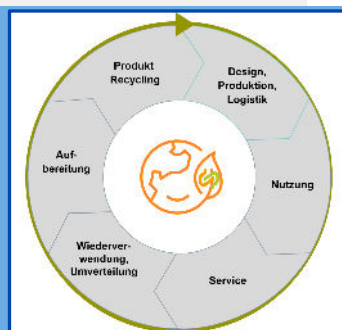 Produkt
Recycling
Design,
Produktion,
Logistik
Nutzung
Service
Wiederver-
wendung,
Umverteilung
Auf-
bereitung